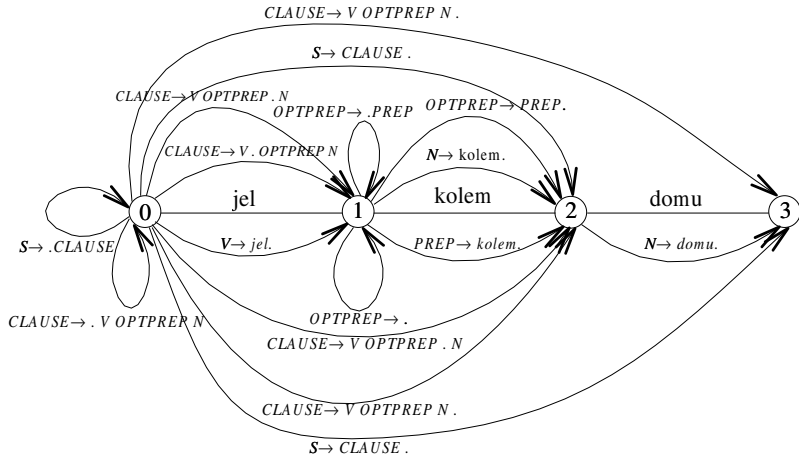 CLAUSE→ V OPTPREP N .
S→ CLAUSE .
CLAUSE→ V OPTPREP . N
OPTPREP→ .PREP
OPTPREP→ PREP.
CLAUSE→ V . OPTPREP N
N→ kolem.
jel
kolem
domu
0
1
2
3
S→ .CLAUSE
V→ jel.
PREP→ kolem.
N→ domu.
CLAUSE→ . V OPTPREP N
OPTPREP→ .
CLAUSE→ V OPTPREP . N
CLAUSE→ V OPTPREP N .
S→ CLAUSE .